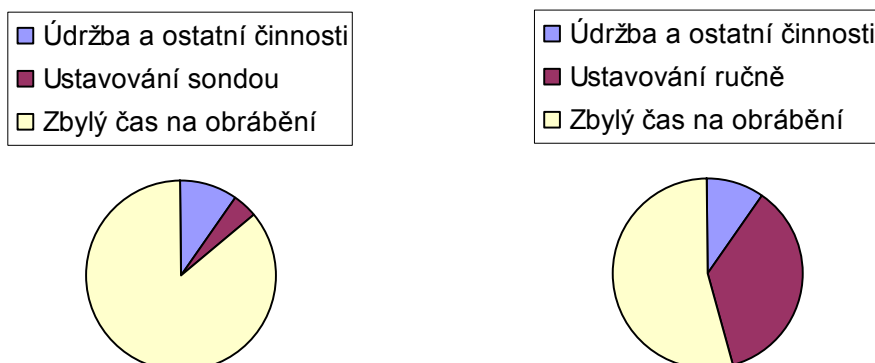 Údržba a ostatní činnosti
Ustavování sondou
Zbylý čas na obrábění
Údržba a ostatní činnosti
Ustavování ručně
Zbylý čas na obrábění